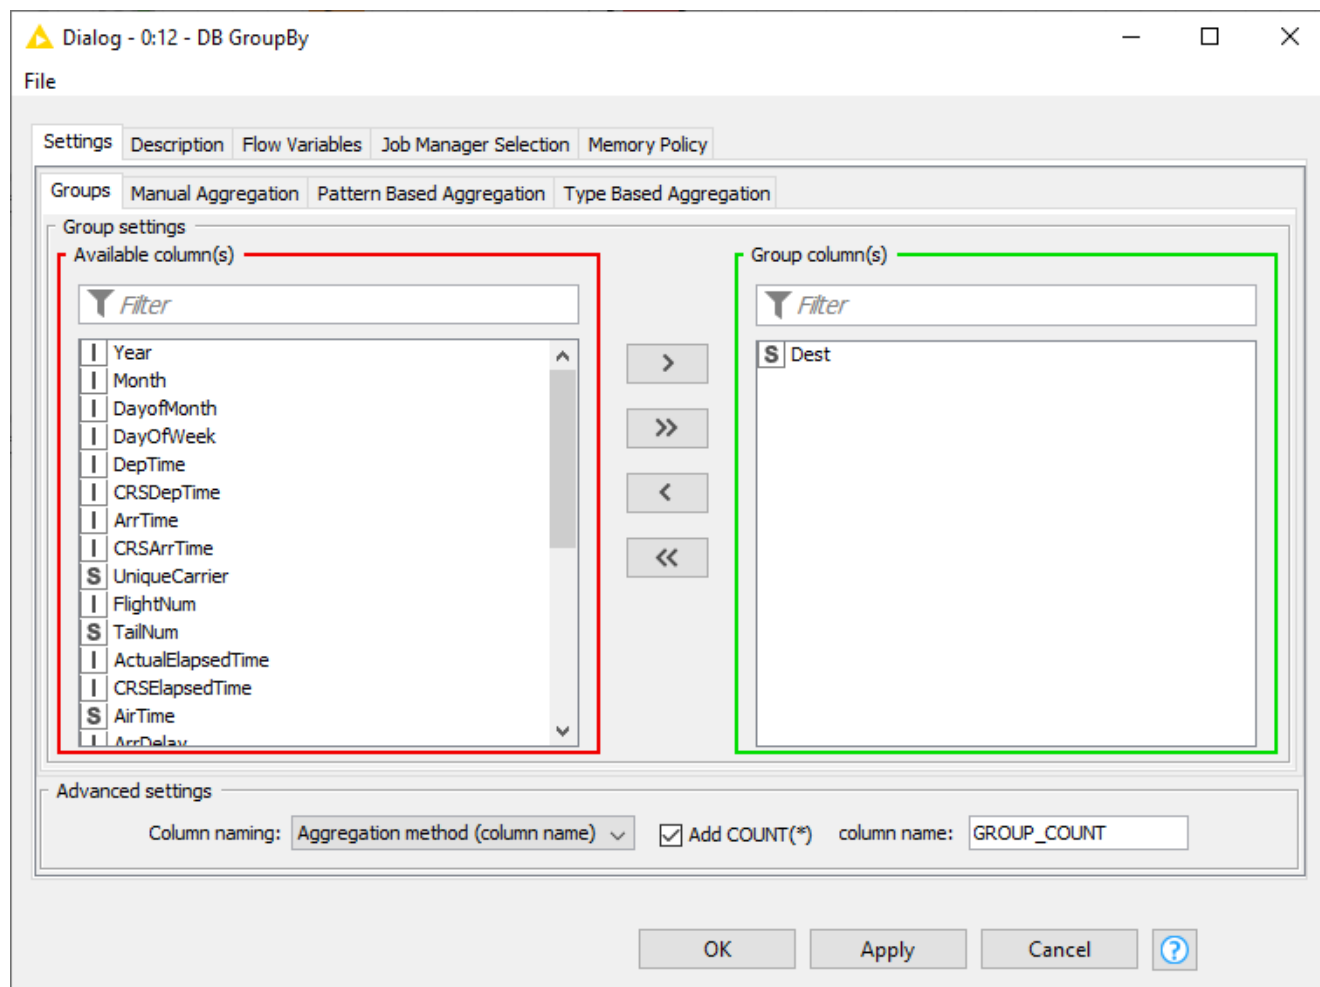 Dialog - 0:12 - DB GroupBy
File
Settings Description Flow Variables Job Manager Selection Memory Policy
Groups Manual Aggregation Pattern Based Aggregation Type Based Aggregation
Group settings
Available column(s)
Filter
I Year
I Month
I DayofMonth
I DayOfWeek
I DepTime
I CRSDepTime
I ArrTime
I CRSArrTime
S UniqueCarrier
I FlightNum
S TailNum
I ActualElapsedTime
I CRSElapsedTime
S AirTime
I ArrDelay
>
>>
<
<<
Group column(s)
Filter
S Dest
Advanced settings
Column naming: Aggregation method (column name) Add COUNT(*) column name: GROUP_COUNT
OK Apply Cancel ?